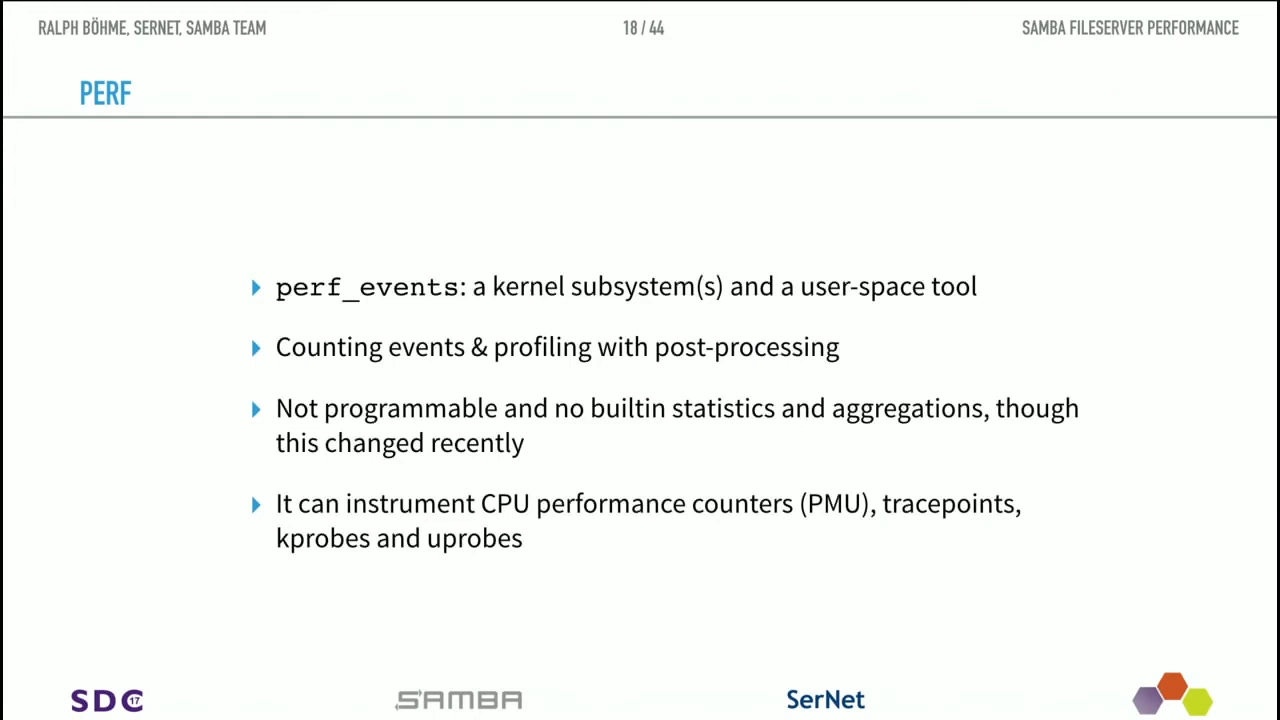 RALPH BÖHME, SERNET, SAMBA TEAM
18 / 44
SAMBA FILESERVER PERFORMANCE
PERF
perf_events: a kernel subsystem(s) and a user-space tool
Counting events & profiling with post-processing
Not programmable and no builtin statistics and aggregations, though
this changed recently
It can instrument CPU performance counters (PMU), tracepoints,
kprobes and uprobes
SDC 17
SAMBA
SerNet